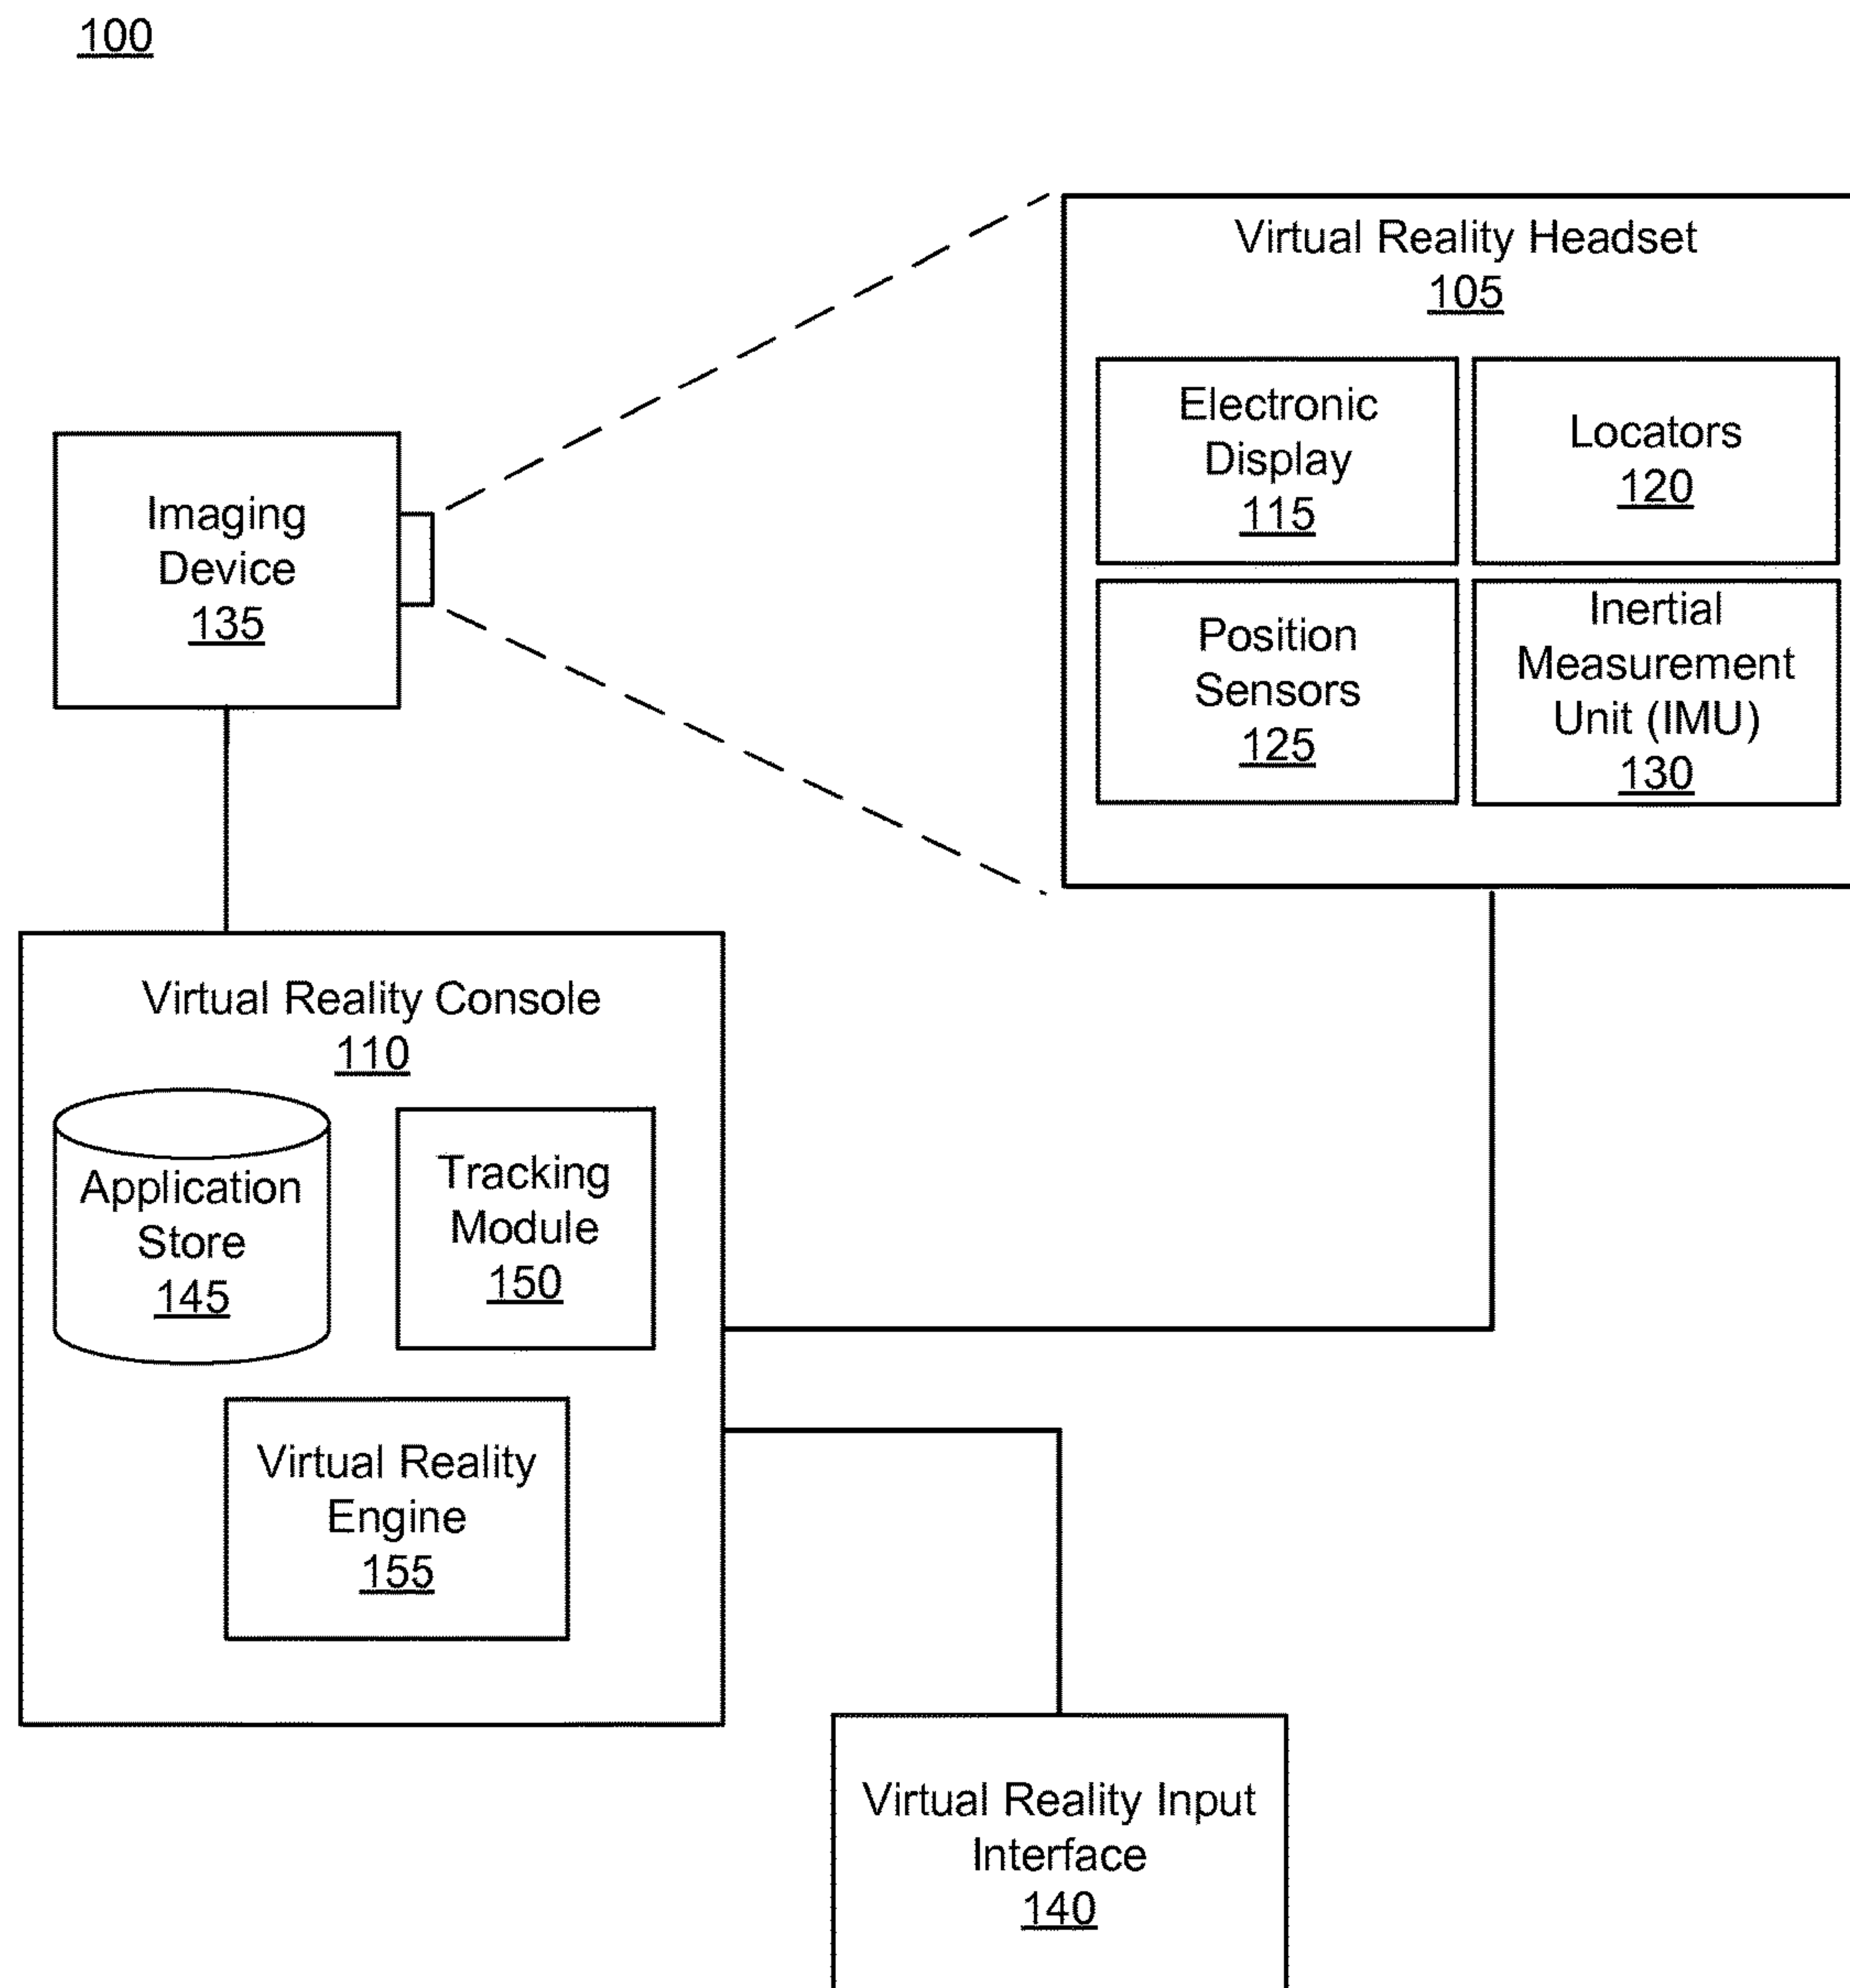 100
Virtual Reality Headset
105
Electronic
Display
115
Locators
120
Imaging
Device
135
Position
Sensors
125
Inertial
Measurement
Unit (IMU)
130
Virtual Reality Console
110
Application
Store
145
Tracking
Module
150
Virtual Reality
Engine
155
Virtual Reality Input
Interface
140